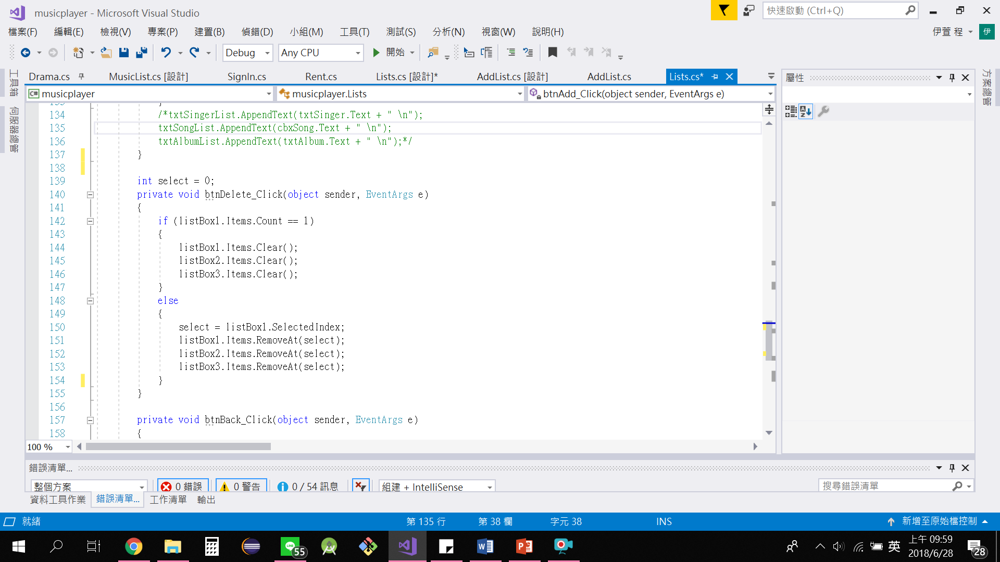 musicplayer - Microsoft Visual Studio
快速啟動 (Ctrl+Q)
檔案(F) 編輯(E) 檢視(V) 專案(P) 建置(B) 偵錯(D) 小組(M) 工具(T) 測試(S) 分析(N) 視窗(W) 說明(H)
伊萱 程
伊
Debug
Any CPU
開始
工具箱
伺服器總管
Drama.cs
MusicList.cs [設計]
SignIn.cs
Rent.cs
Lists.cs [設計]*
AddList.cs [設計]
AddList.cs
Lists.cs*
屬性
方案總管
C# musicplayer
musicplayer.Lists
btnAdd_Click(object sender, EventArgs e)
133 }
134 /*txtSingerList.AppendText(txtSinger.Text + " \n");
135 txtSongList.AppendText(cbxSong.Text + " \n");
136 txtAlbumList.AppendText(txtAlbum.Text + " \n");*/
137 }
138
139 int select = 0;
140 private void btnDelete_Click(object sender, EventArgs e)
141 {
142 if (listBox1.Items.Count == 1)
143 {
144 listBox1.Items.Clear();
145 listBox2.Items.Clear();
146 listBox3.Items.Clear();
147 }
148 else
149 {
150 select = listBox1.SelectedIndex;
151 listBox1.Items.RemoveAt(select);
152 listBox2.Items.RemoveAt(select);
153 listBox3.Items.RemoveAt(select);
154 }
155 }
156
157 private void btnBack_Click(object sender, EventArgs e)
158 {
100 %
錯誤清單...
整個方案
0 錯誤
0 警告
0 / 54 訊息
組建 + IntelliSense
搜尋錯誤清單
資料工具作業 錯誤清單... 工作清單 輸出
就緒
第 135 行
第 38 欄
字元 38
INS
新增至原始檔控制
LINE
55
英
上午 09:59
2018/6/28
28